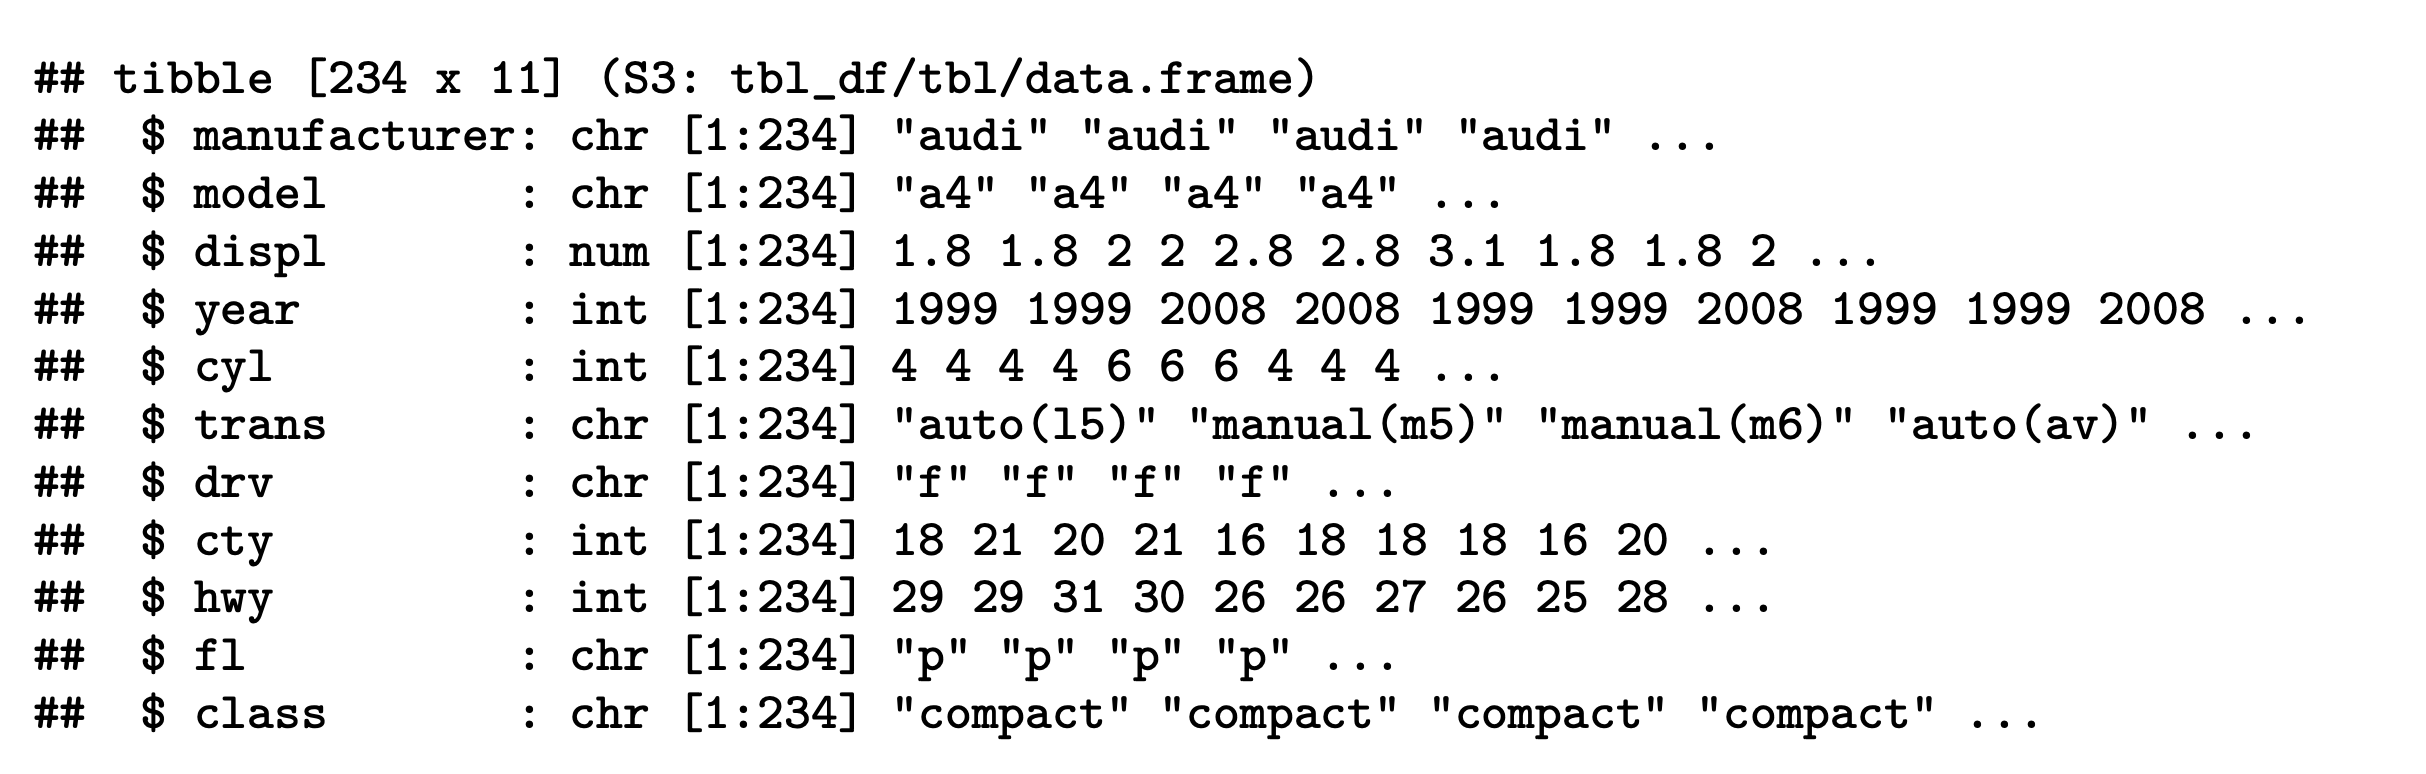 ## tibble [234 x 11] (S3: tbl_df/tbl/data.frame)
##  $ manufacturer: chr [1:234] "audi" "audi" "audi" "audi" ...
##  $ model       : chr [1:234] "a4" "a4" "a4" "a4" ...
##  $ displ       : num [1:234] 1.8 1.8 2 2 2.8 2.8 3.1 1.8 1.8 2 ...
##  $ year        : int [1:234] 1999 1999 2008 2008 1999 1999 2008 1999 1999 2008 ...
##  $ cyl         : int [1:234] 4 4 4 4 6 6 6 4 4 4 ...
##  $ trans       : chr [1:234] "auto(l5)" "manual(m5)" "manual(m6)" "auto(av)" ...
##  $ drv         : chr [1:234] "f" "f" "f" "f" ...
##  $ cty         : int [1:234] 18 21 20 21 16 18 18 18 16 20 ...
##  $ hwy         : int [1:234] 29 29 31 30 26 26 27 26 25 28 ...
##  $ fl          : chr [1:234] "p" "p" "p" "p" ...
##  $ class       : chr [1:234] "compact" "compact" "compact" "compact" ...